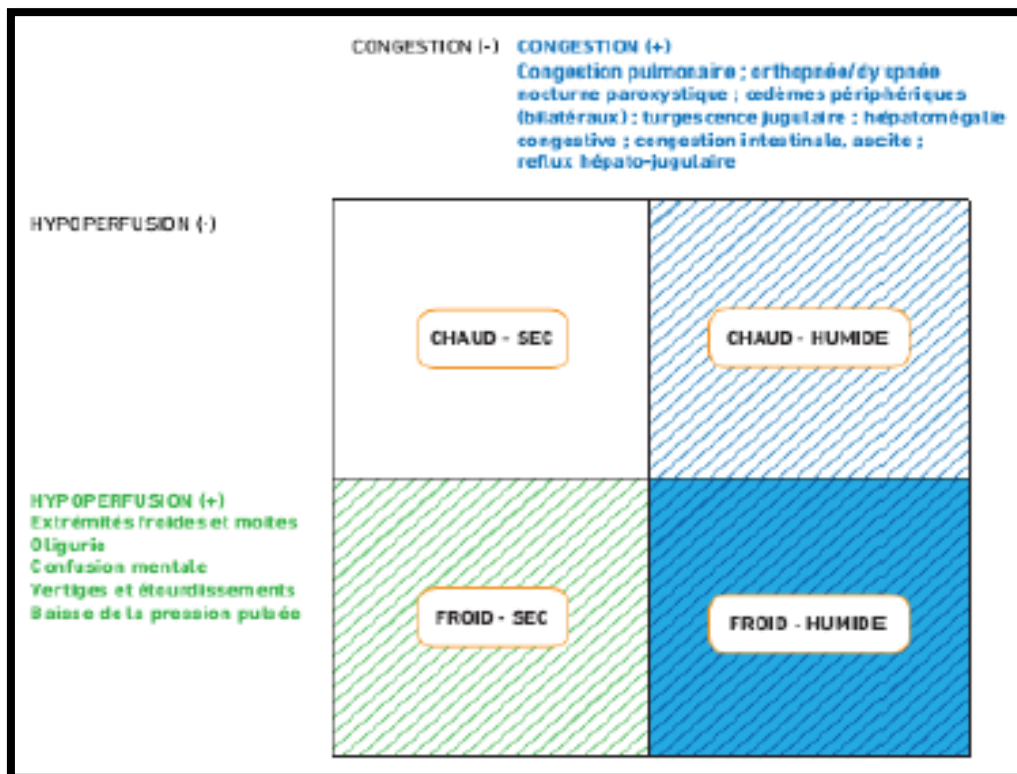 CONGESTION (-)
CONGESTION (+)
Congestion pulmonaire ; orthopnée/dyspnée
nocturne paroxystique ; œdèmes périphériques
(bilatéraux) ; turgescence jugulaire ; hépatomégalie
congestive ; congestion intestinale, ascite ;
reflux hépato-jugulaire
HYPOPERFUSION (-)
CHAUD - SEC
CHAUD - HUMIDE
HYPOPERFUSION (+)
Extrémités froides et moites
Oligurie
Confusion mentale
Vertiges et étourdissements
Baisse de la pression pulsée
FROID - SEC
FROID - HUMIDE